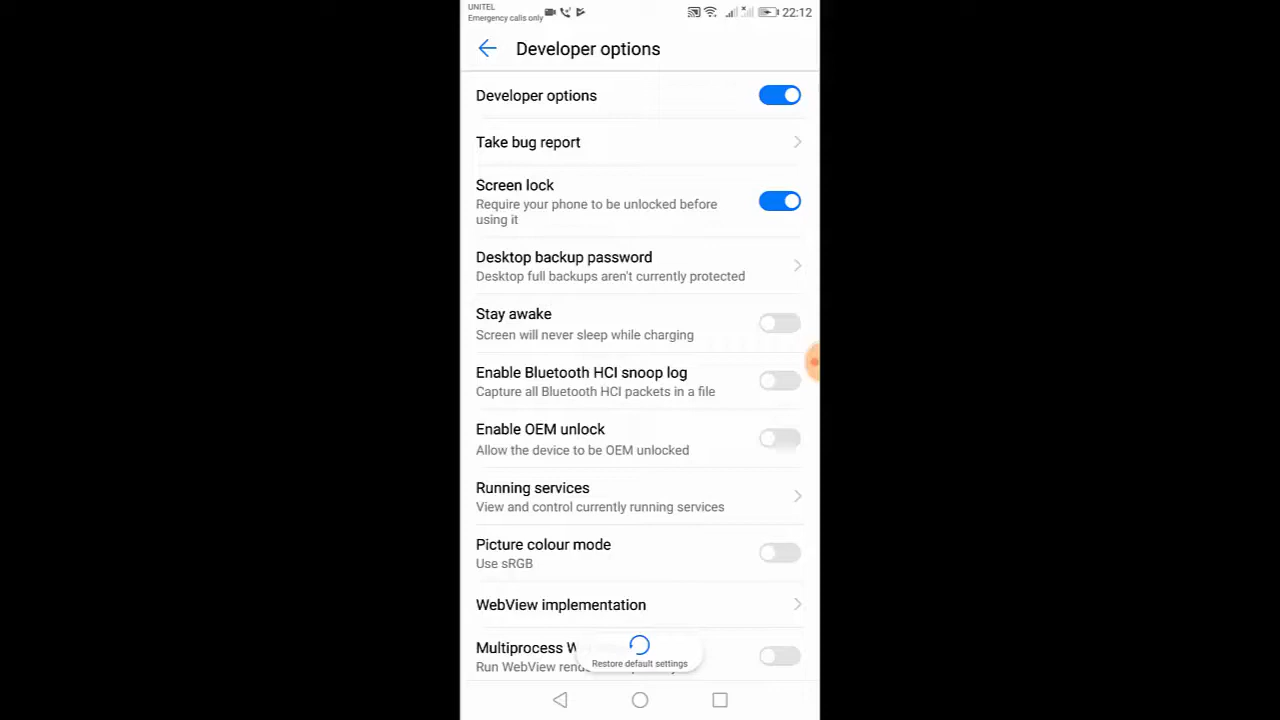 UNITEL
Emergency calls only
22:12
Developer options
Developer options
Take bug report
Screen lock
Require your phone to be unlocked before
using it
Desktop backup password
Desktop full backups aren't currently protected
Stay awake
Screen will never sleep while charging
Enable Bluetooth HCI snoop log
Capture all Bluetooth HCI packets in a file
Enable OEM unlock
Allow the device to be OEM unlocked
Running services
View and control currently running services
Picture colour mode
Use sRGB
WebView implementation
Multiprocess W
Run WebView rend
Restore default settings